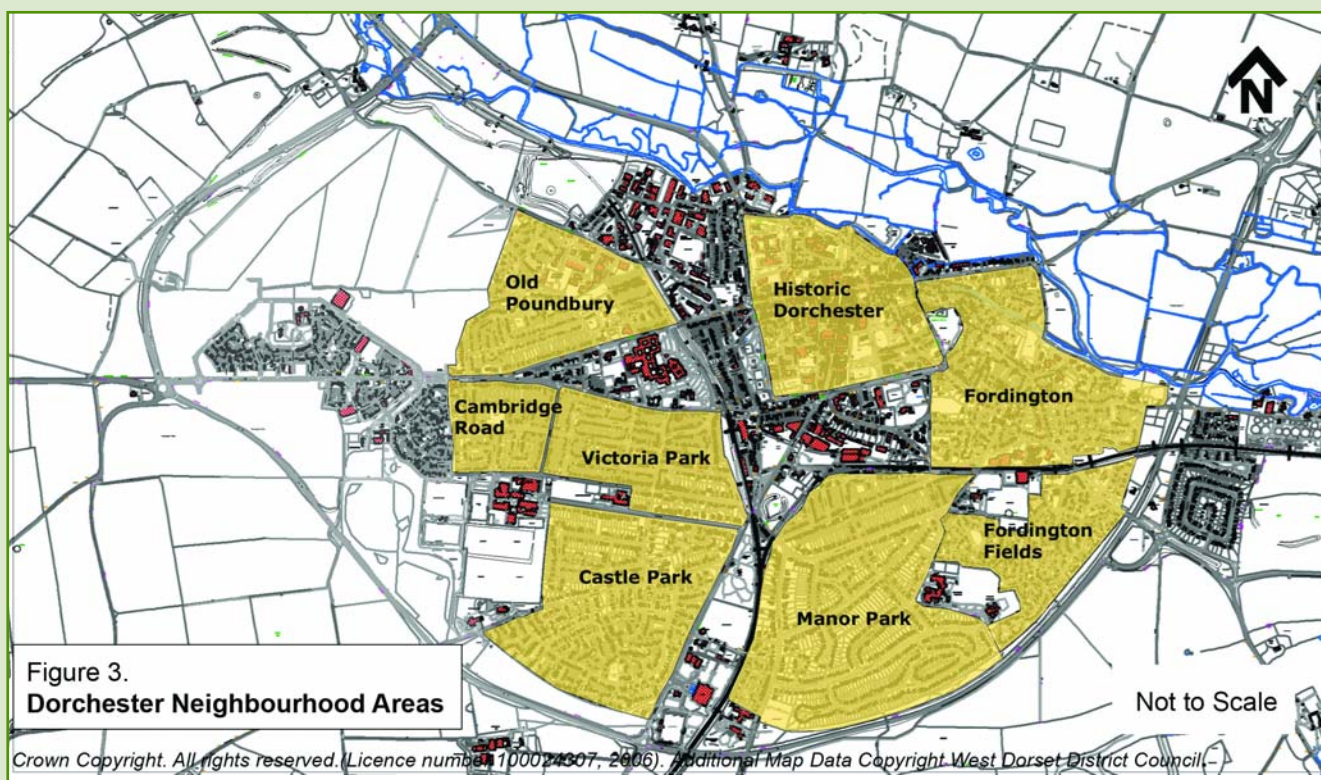 N
Old
Poundbury
Historic
Dorchester
Cambridge
Road
Fordington
Victoria Park
Fordington
Fields
Castle Park
Manor Park
Figure 3.
Dorchester Neighbourhood Areas
Not to Scale
Crown Copyright. All rights reserved.(Licence number 100024307, 2006). Additional Map Data Copyright West Dorset District Council.